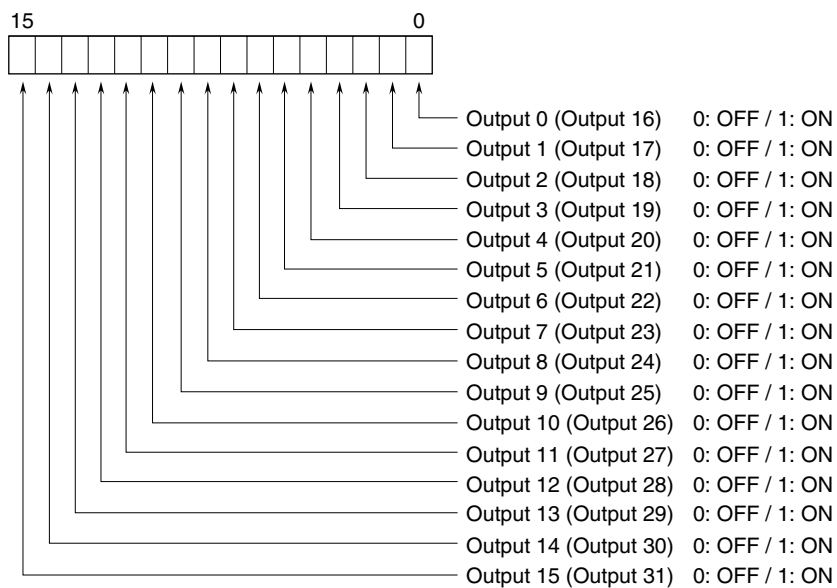 15 0
Output 0 (Output 16) 0: OFF / 1: ON
Output 1 (Output 17) 0: OFF / 1: ON
Output 2 (Output 18) 0: OFF / 1: ON
Output 3 (Output 19) 0: OFF / 1: ON
Output 4 (Output 20) 0: OFF / 1: ON
Output 5 (Output 21) 0: OFF / 1: ON
Output 6 (Output 22) 0: OFF / 1: ON
Output 7 (Output 23) 0: OFF / 1: ON
Output 8 (Output 24) 0: OFF / 1: ON
Output 9 (Output 25) 0: OFF / 1: ON
Output 10 (Output 26) 0: OFF / 1: ON
Output 11 (Output 27) 0: OFF / 1: ON
Output 12 (Output 28) 0: OFF / 1: ON
Output 13 (Output 29) 0: OFF / 1: ON
Output 14 (Output 30) 0: OFF / 1: ON
Output 15 (Output 31) 0: OFF / 1: ON